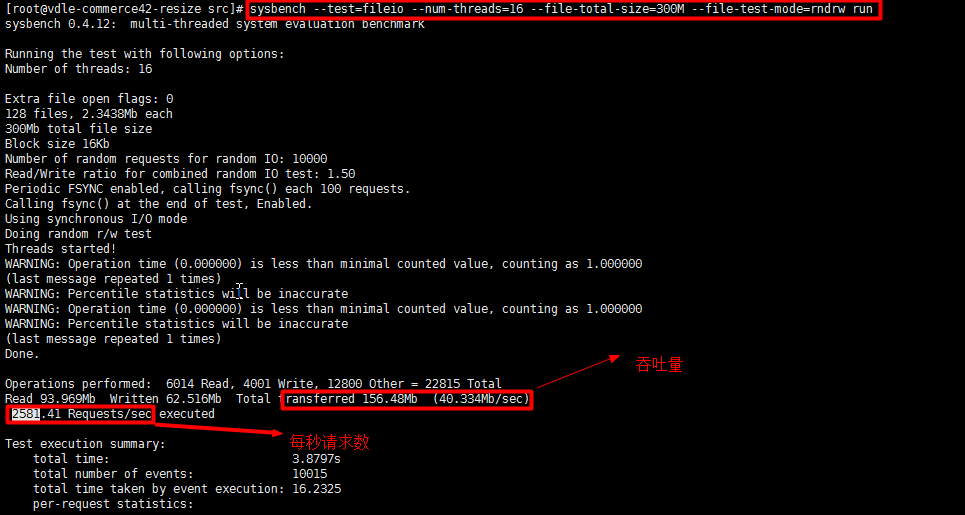 [root@vdle-commerce42-resize src]# sysbench --test=fileio --num-threads=16 --file-total-size=300M --file-test-mode=rndrw run
sysbench 0.4.12:  multi-threaded system evaluation benchmark
Running the test with following options:
Number of threads: 16
Extra file open flags: 0
128 files, 2.3438Mb each
300Mb total file size
Block size 16Kb
Number of random requests for random IO: 10000
Read/Write ratio for combined random IO test: 1.50
Periodic FSYNC enabled, calling fsync() each 100 requests.
Calling fsync() at the end of test, Enabled.
Using synchronous I/O mode
Doing random r/w test
Threads started!
WARNING: Operation time (0.000000) is less than minimal counted value, counting as 1.000000
(last message repeated 1 times)
WARNING: Percentile statistics will be inaccurate
WARNING: Operation time (0.000000) is less than minimal counted value, counting as 1.000000
WARNING: Percentile statistics will be inaccurate
(last message repeated 1 times)
Done.
吞吐量
Operations performed:  6014 Read, 4001 Write, 12800 Other = 22815 Total
Read 93.969Mb  Written 62.516Mb  Total transferred 156.48Mb  (40.334Mb/sec)
2581.41 Requests/sec executed
每秒请求数
Test execution summary:
total time:                          3.8797s
total number of events:              10015
total time taken by event execution: 16.2325
per-request statistics: